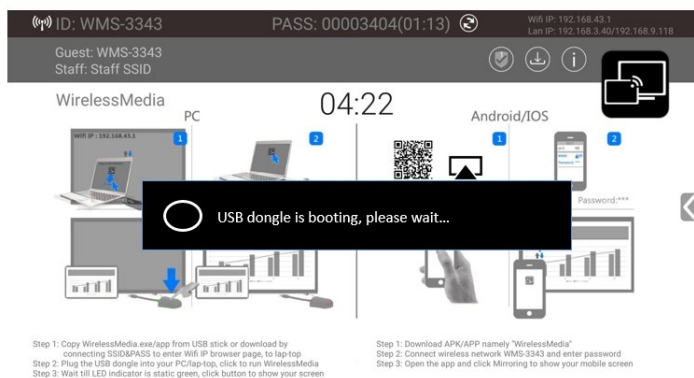 ID: WMS-3343
PASS: 00003404(01:13)
Wifi IP: 192.168.43.1
Lan IP: 192.168.3.40/192.168.9.118
Guest: WMS-3343
Staff: Staff SSID
WirelessMedia
04:22
PC
Android/IOS
Wifi IP : 192.168.43.1
1
2
1
2
Password:***
USB dongle is booting, please wait...
Step 1: Copy WirelessMedia.exe/app from USB stick or download by
connecting SSID&PASS to enter Wifi IP browser page, to lap-top
Step 2: Plug the USB dongle into your PC/lap-top, click to run WirelessMedia
Step 3: Wait till LED indicator is static green, click button to show your screen
Step 1: Download APK/APP namely "WirelessMedia"
Step 2: Connect wireless network WMS-3343 and enter password
Step 3: Open the app and click Mirroring to show your mobile screen